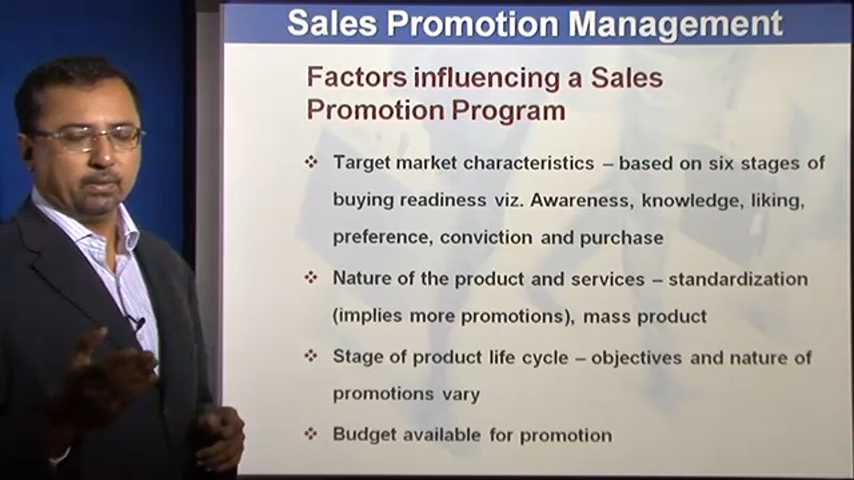 Sales Promotion Management
Factors influencing a Sales
Promotion Program
❖ Target market characteristics – based on six stages of
buying readiness viz. Awareness, knowledge, liking,
preference, conviction and purchase
❖ Nature of the product and services – standardization
(implies more promotions), mass product
❖ Stage of product life cycle – objectives and nature of
promotions vary
❖ Budget available for promotion